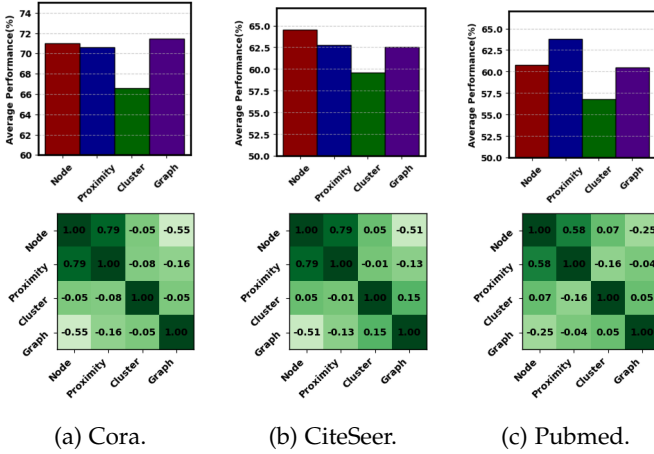 Average Performance(%)
74
72
70
68
66
64
62
60
Node
Proximity
Cluster
Graph
Average Performance(%)
65.0
62.5
60.0
57.5
55.0
52.5
50.0
Node
Proximity
Cluster
Graph
Average Performance(%)
65.0
62.5
60.0
57.5
55.0
52.5
50.0
Node
Proximity
Cluster
Graph
Node 1.00 0.79 -0.05 -0.55
Proximity 0.79 1.00 -0.08 -0.16
Cluster -0.05 -0.08 1.00 -0.05
Graph -0.55 -0.16 -0.05 1.00
Node Proximity Cluster Graph
Node 1.00 0.79 0.05 -0.51
Proximity 0.79 1.00 -0.01 -0.13
Cluster 0.05 -0.01 1.00 0.15
Graph -0.51 -0.13 0.15 1.00
Node Proximity Cluster Graph
Node 1.00 0.58 0.07 -0.25
Proximity 0.58 1.00 -0.16 -0.04
Cluster 0.07 -0.16 1.00 0.05
Graph -0.25 -0.04 0.05 1.00
Node Proximity Cluster Graph
(a) Cora.
(b) CiteSeer.
(c) Pubmed.